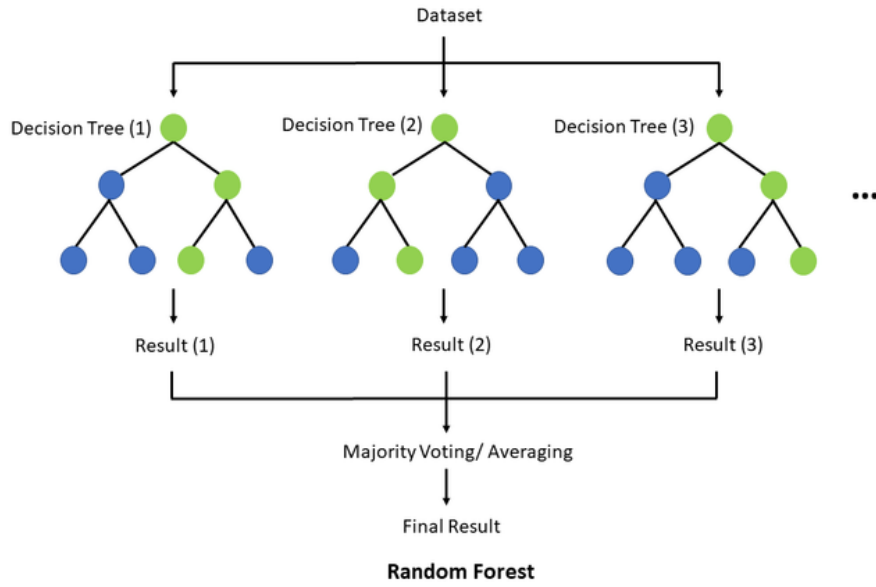 Dataset
Decision Tree (1)
Decision Tree (2)
Decision Tree (3)
...
Result (1)
Result (2)
Result (3)
Majority Voting/ Averaging
Final Result
Random Forest